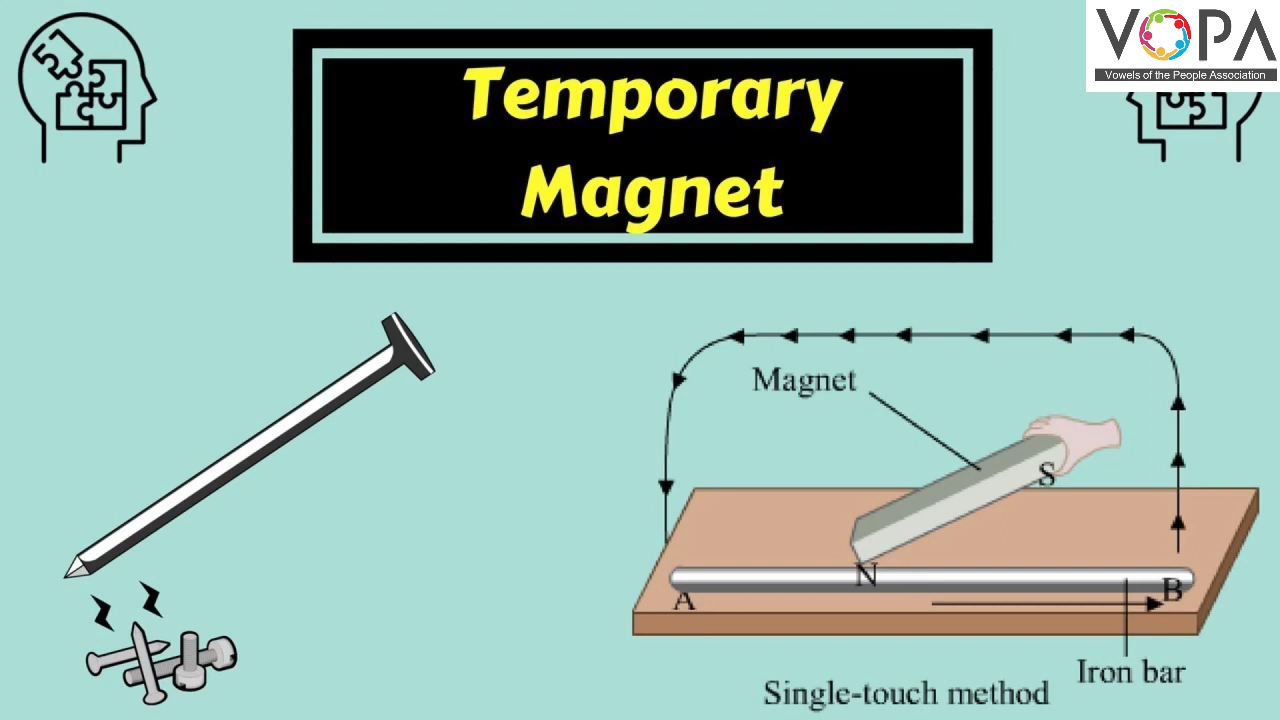 VOPA
Vowels of the People Association
Temporary
Magnet
Magnet
S
N
A
B
Iron bar
Single-touch method